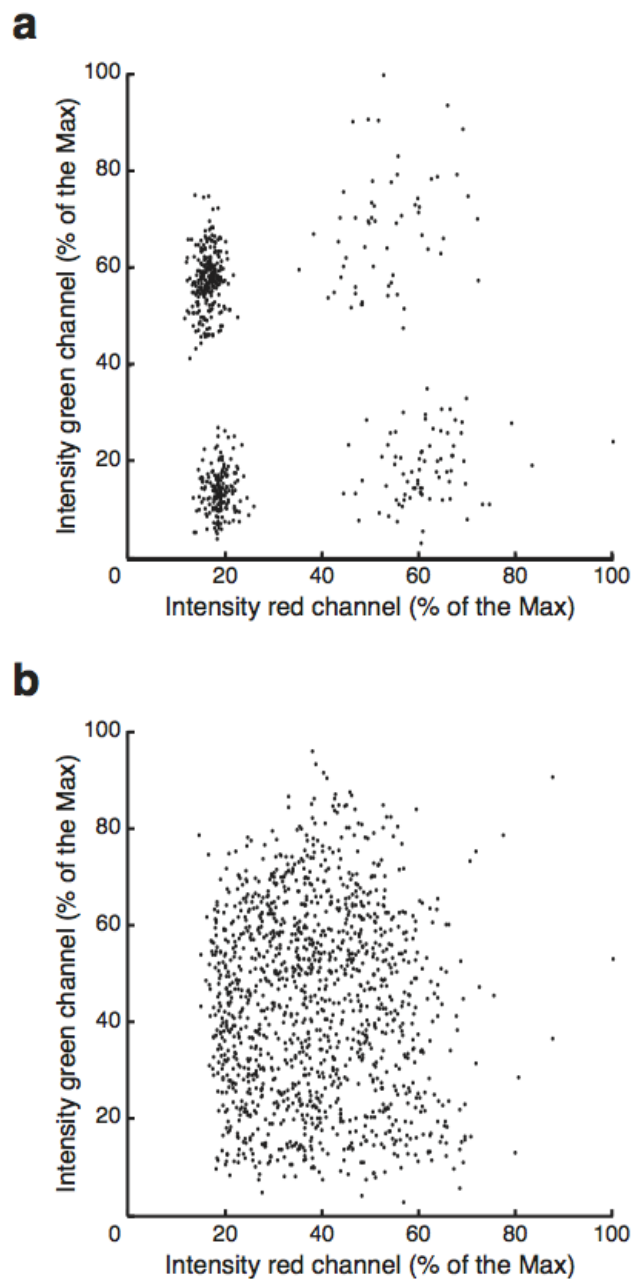 a
Intensity green channel (% of the Max)
100
80
60
40
20
0 20 40 60 80 100
Intensity red channel (% of the Max)
b
Intensity green channel (% of the Max)
100
80
60
40
20
0 20 40 60 80 100
Intensity red channel (% of the Max)